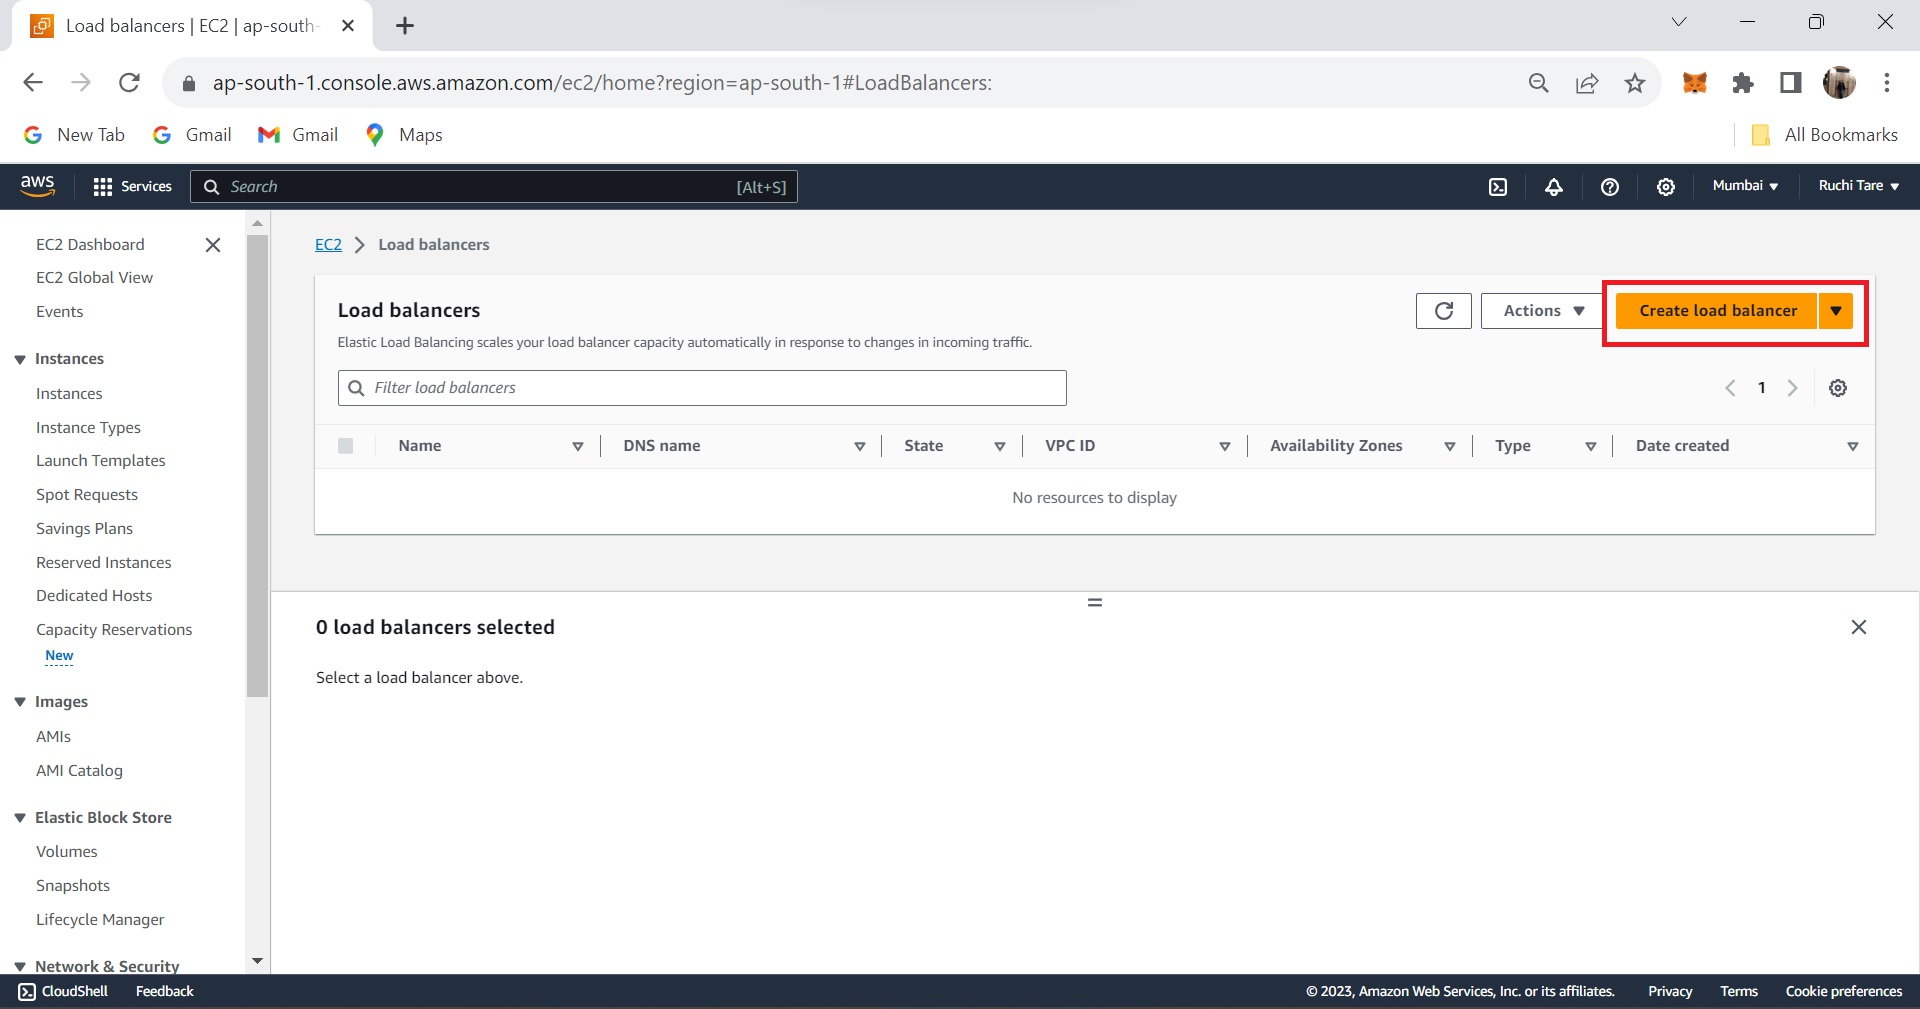 Load balancers | EC2 | ap-south-
ap-south-1.console.aws.amazon.com/ec2/home?region=ap-south-1#LoadBalancers:
New Tab Gmail Gmail Maps All Bookmarks
aws Services Search [Alt+S] Mumbai Ruchi Tare
EC2 Dashboard
EC2 Global View
Events
Instances
Instances
Instance Types
Launch Templates
Spot Requests
Savings Plans
Reserved Instances
Dedicated Hosts
Capacity Reservations
New
Images
AMIs
AMI Catalog
Elastic Block Store
Volumes
Snapshots
Lifecycle Manager
Network & Security
EC2 Load balancers
Load balancers
Actions Create load balancer
Elastic Load Balancing scales your load balancer capacity automatically in response to changes in incoming traffic.
Filter load balancers
1
Name DNS name State VPC ID Availability Zones Type Date created
No resources to display
0 load balancers selected
Select a load balancer above.
CloudShell Feedback © 2023, Amazon Web Services, Inc. or its affiliates. Privacy Terms Cookie preferences